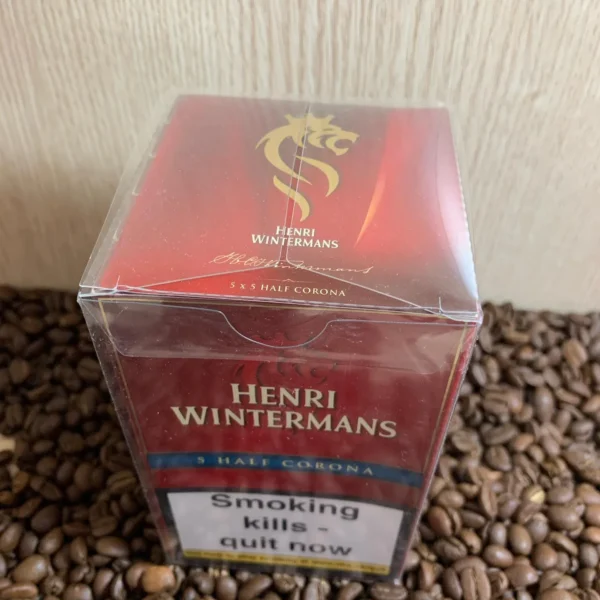 HENRI
WINTERMANS
5 x 5 HALF CORONA
HENRI
WINTERMANS
5 HALF CORONA
Smoking
kills -
quit now